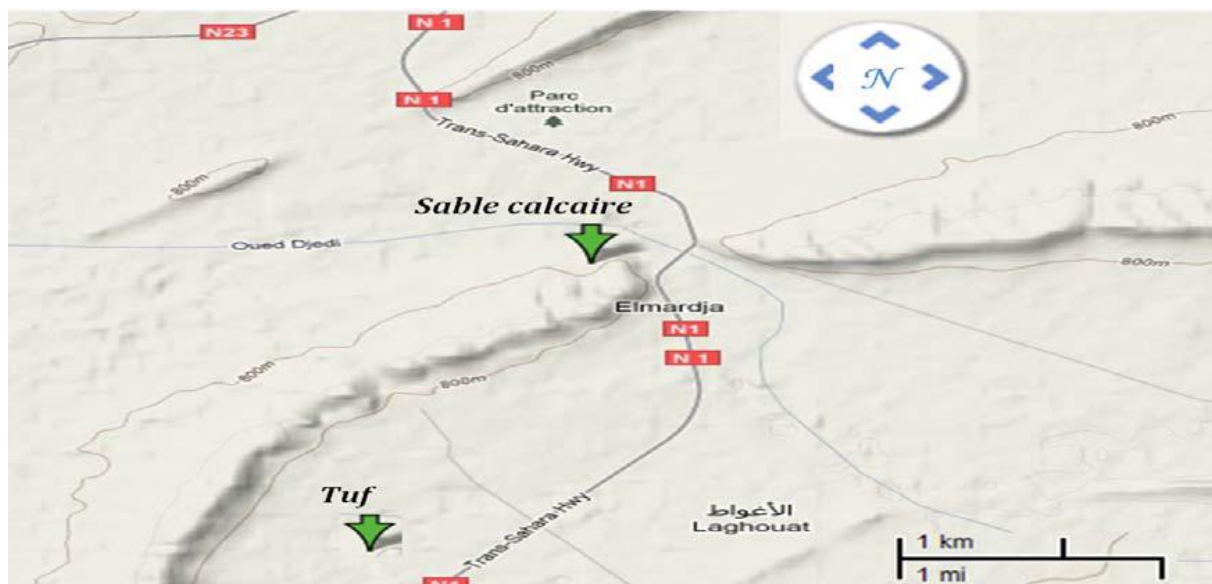 N 1
N23
800m
N 1
Parc
d'attraction
N
Trans-Sahara Hwy
800m
800m
N1
Sable calcaire
Oued Djedi
800m
Elmardja
N1
N 1
800m
800m
Tuf
Trans-Sahara Hwy
الأغواط
Laghouat
1 km
1 mi
N1